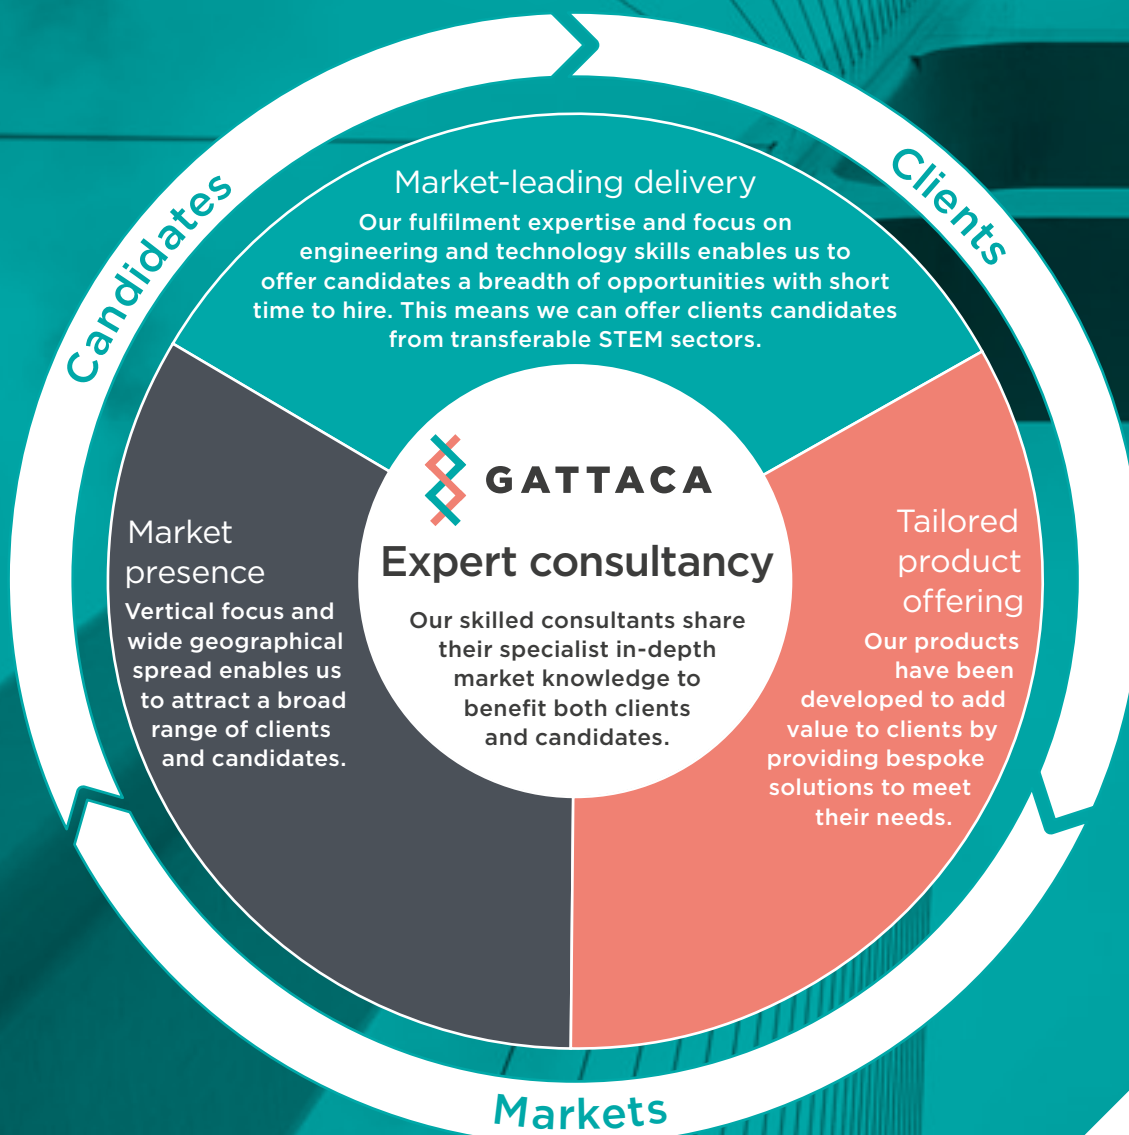 Candidates
Clients
Market-leading delivery
Our fulfilment expertise and focus on
engineering and technology skills enables us to
offer candidates a breadth of opportunities with short
time to hire. This means we can offer clients candidates
from transferable STEM sectors.
GATTACA
Expert consultancy
Our skilled consultants share
their specialist in-depth
market knowledge to
benefit both clients
and candidates.
Market
presence
Vertical focus and
wide geographical
spread enables us
to attract a broad
range of clients
and candidates.
Tailored
product
offering
Our products
have been
developed to add
value to clients by
providing bespoke
solutions to meet
their needs.
Markets